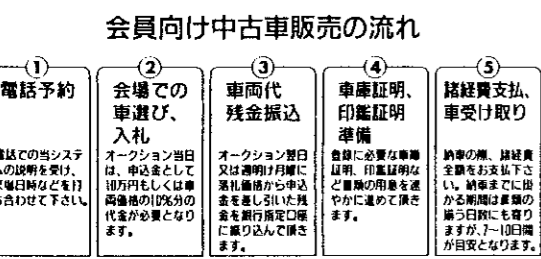 会員向け中古車販売の流れ
①
電話予約
電話での当システ
ムの説明を受け、
来場日時などを打
ち合わせて下さい。
②
会場での
車選び、
入札
オークション当日
は、申込金として
10万円もしくは車
両価格の10%分の
代金が必要となり
ます。
③
車両代
残金振込
オークション翌日
又は週明け月曜に
落札価格から申込
金を差し引いた残
金を銀行指定口座
に振り込んで頂き
ます。
④
車庫証明、
印鑑証明
準備
登録に必要な車庫
証明、印鑑証明な
ど書類の用意を速
やかに進めて頂き
ます。
⑤
諸経費支払、
車受け取り
納車の際、諸経費
全額をお支払下さ
い。納車までに掛
かる期間は書類の
揃う日数にも寄り
ますが、7〜10日間
が目安となります。